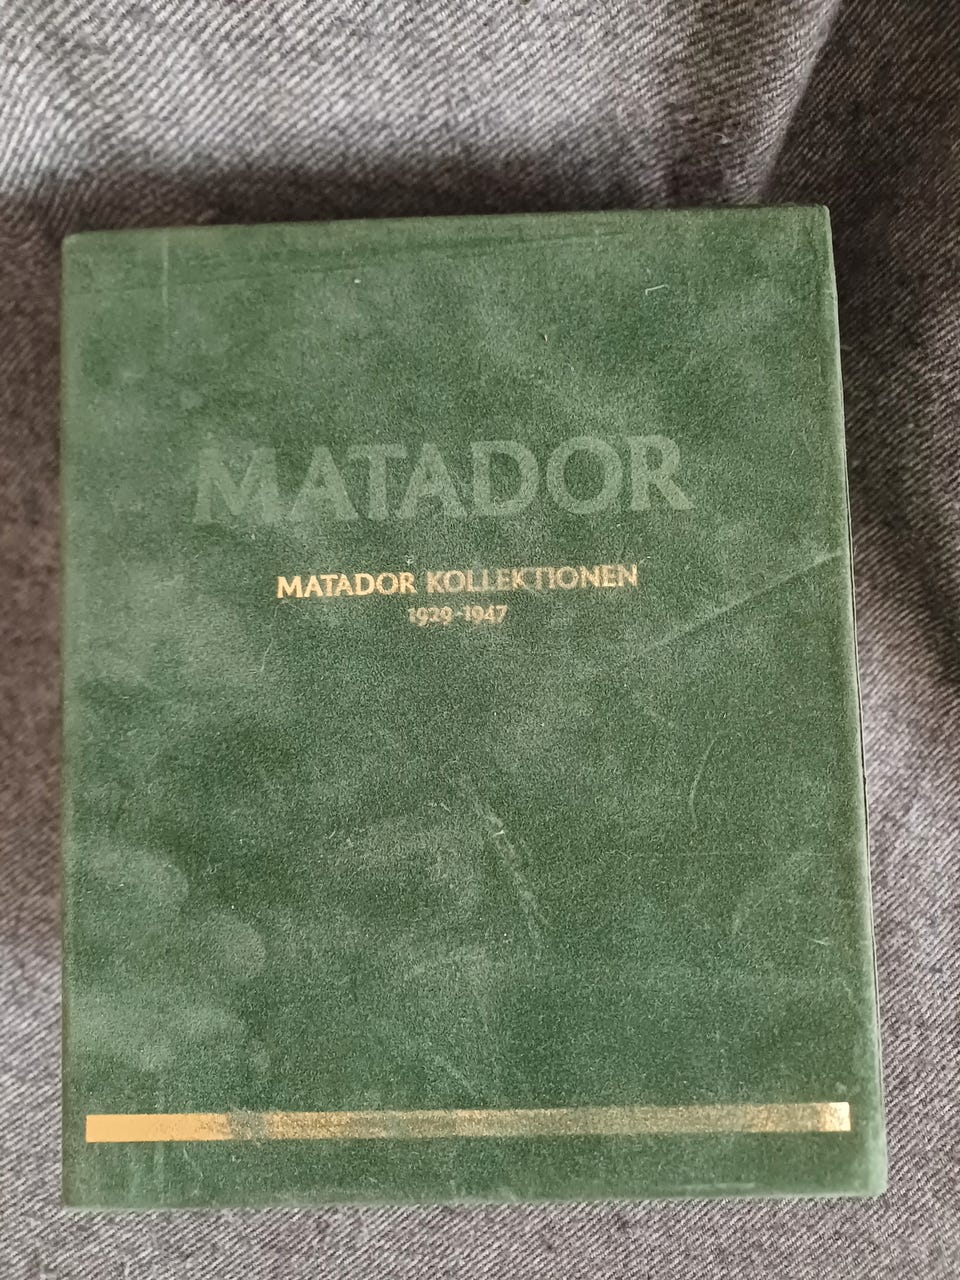 MATADOR
MATADOR KOLLEKTIONEN
1929-1947